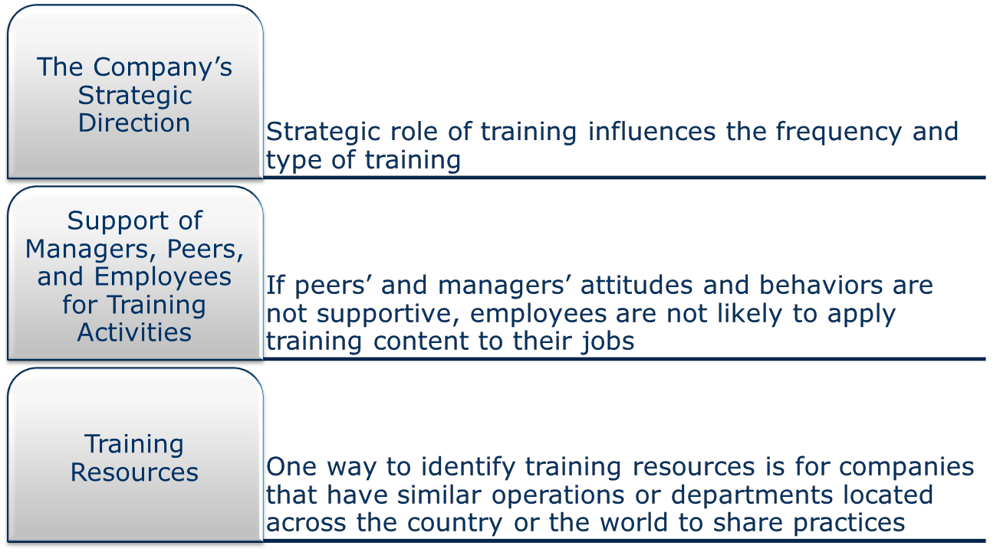 The Company’s
Strategic
Direction
Strategic role of training influences the frequency and
type of training
Support of
Managers, Peers,
and Employees
for Training
Activities
If peers’ and managers’ attitudes and behaviors are
not supportive, employees are not likely to apply
training content to their jobs
Training
Resources
One way to identify training resources is for companies
that have similar operations or departments located
across the country or the world to share practices